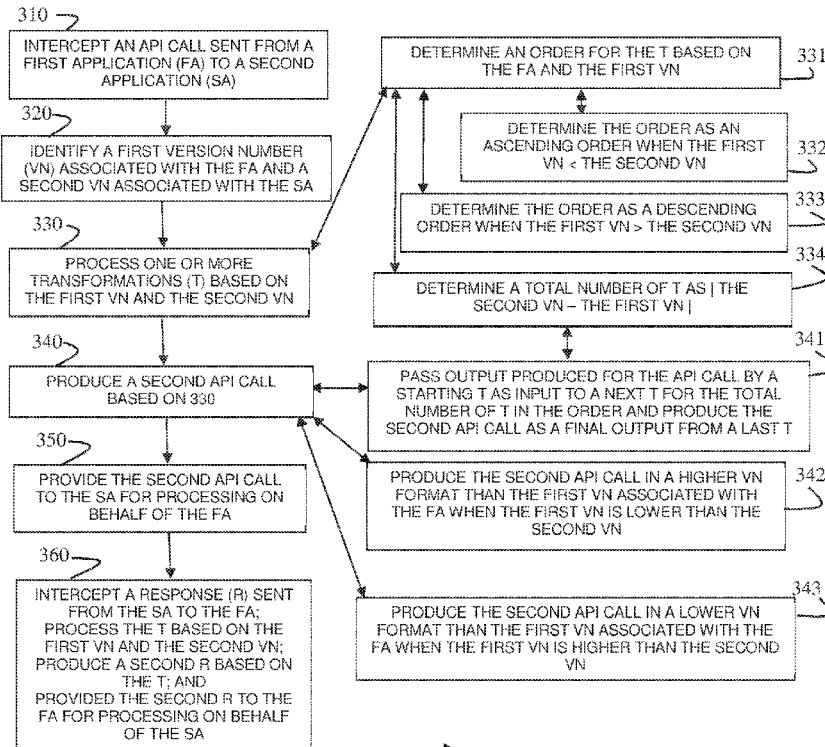 310
INTERCEPT AN API CALL SENT FROM A
FIRST APPLICATION (FA) TO A SECOND
APPLICATION (SA)
320
IDENTIFY A FIRST VERSION NUMBER
(VN) ASSOCIATED WITH THE FA AND A
SECOND VN ASSOCIATED WITH THE SA
330
PROCESS ONE OR MORE
TRANSFORMATIONS (T) BASED ON
THE FIRST VN AND THE SECOND VN
340
PRODUCE A SECOND API CALL
BASED ON 330
350
PROVIDE THE SECOND API CALL
TO THE SA FOR PROCESSING ON
BEHALF OF THE FA
360
INTERCEPT A RESPONSE (R) SENT
FROM THE SA TO THE FA;
PROCESS THE T BASED ON THE
FIRST VN AND THE SECOND VN;
PRODUCE A SECOND R BASED ON
THE T; AND
PROVIDED THE SECOND R TO THE
FA FOR PROCESSING ON BEHALF
OF THE SA
331
DETERMINE AN ORDER FOR THE T BASED ON
THE FA AND THE FIRST VN
DETERMINE THE ORDER AS AN
ASCENDING ORDER WHEN THE FIRST
VN < THE SECOND VN
332
333
DETERMINE THE ORDER AS A DESCENDING
ORDER WHEN THE FIRST VN > THE SECOND VN
334
DETERMINE A TOTAL NUMBER OF T AS | THE
SECOND VN – THE FIRST VN |
341
PASS OUTPUT PRODUCED FOR THE API CALL BY A
STARTING T AS INPUT TO A NEXT T FOR THE TOTAL
NUMBER OF T IN THE ORDER AND PRODUCE THE
SECOND API CALL AS A FINAL OUTPUT FROM A LAST T
PRODUCE THE SECOND API CALL IN A HIGHER VN
FORMAT THAN THE FIRST VN ASSOCIATED WITH
THE FA WHEN THE FIRST VN IS LOWER THAN THE
SECOND VN
342
343
PRODUCE THE SECOND API CALL IN A LOWER VN
FORMAT THAN THE FIRST VN ASSOCIATED WITH THE
FA WHEN THE FIRST VN IS HIGHER THAN THE SECOND
VN